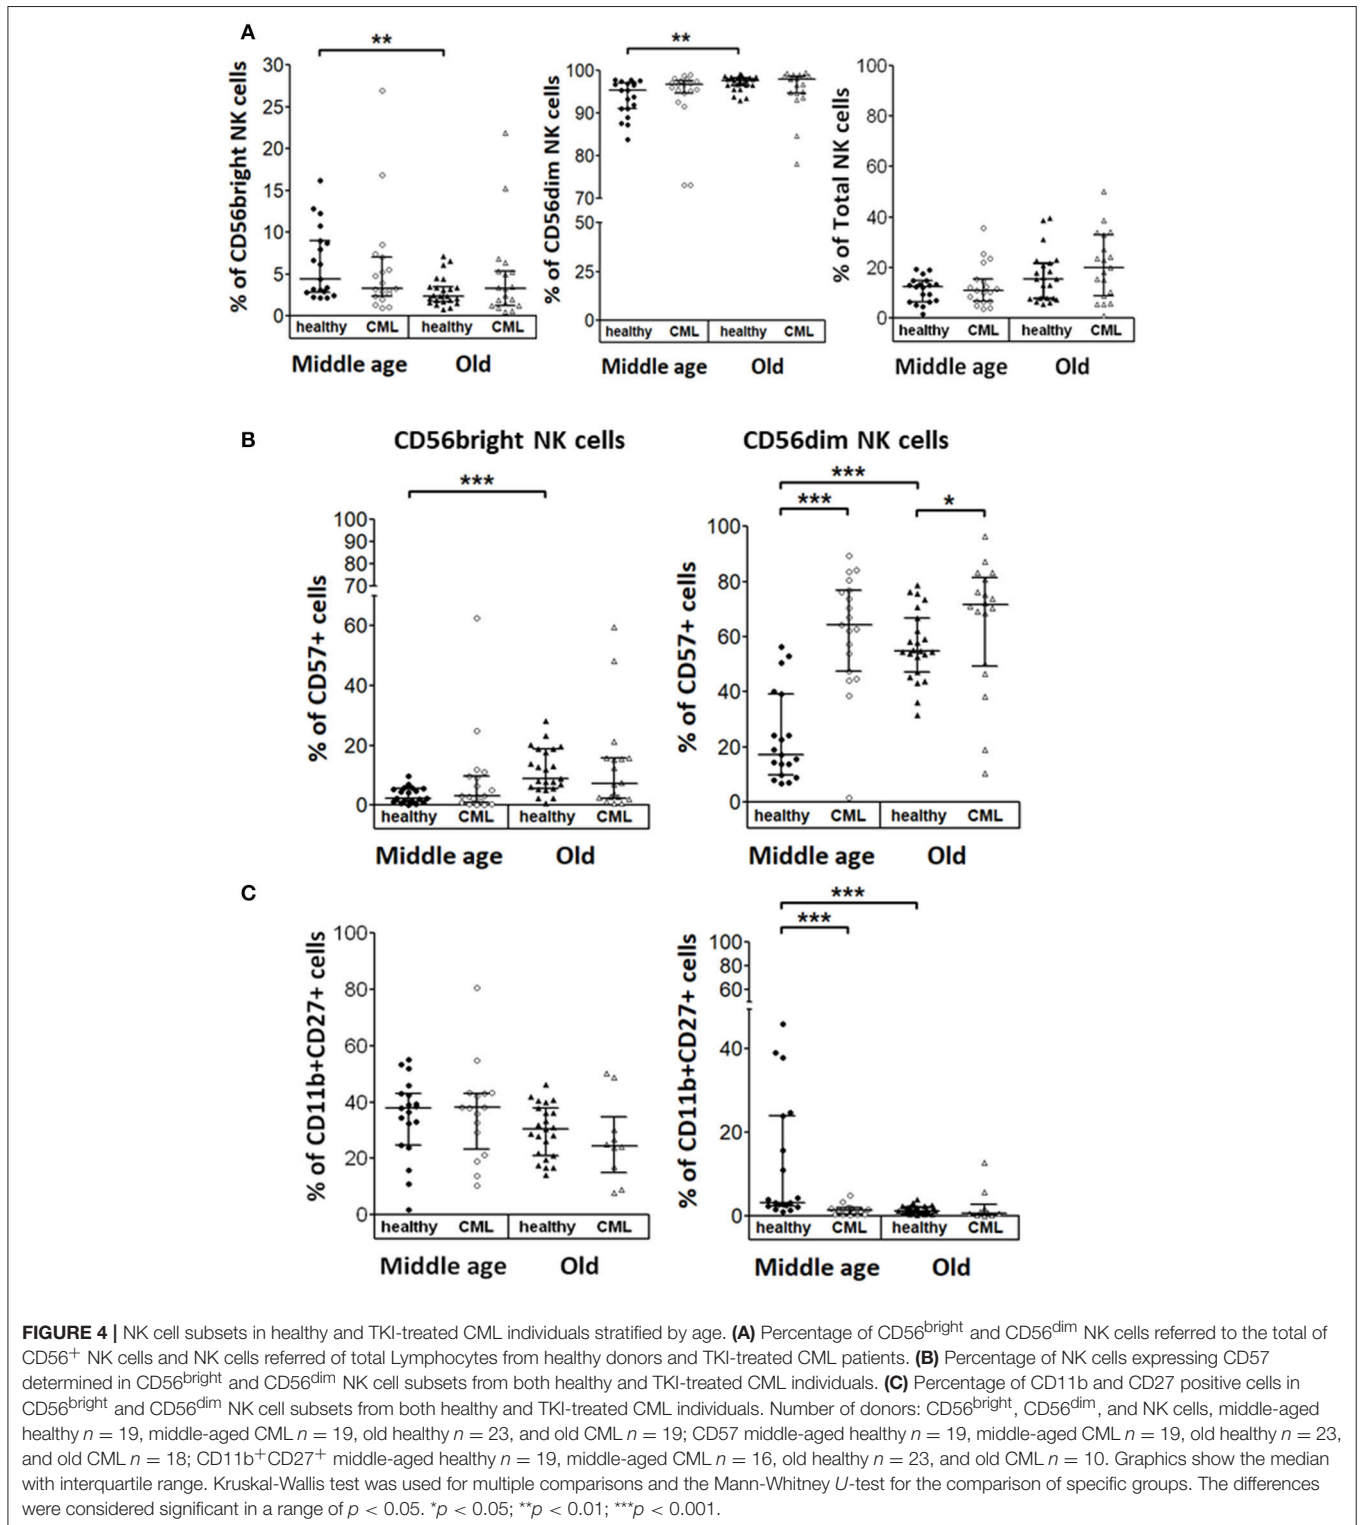 A
**
**
% of CD56bright NK cells
30
25
20
15
10
5
0
healthy CML healthy CML
Middle age Old
% of CD56dim NK cells
100
90
80
70
50
25
0
healthy CML healthy CML
Middle age Old
% of Total NK cells
100
80
60
40
20
0
healthy CML healthy CML
Middle age Old
B
CD56bright NK cells
***
% of CD57+ cells
100
90
80
70
60
40
20
0
healthy CML healthy CML
Middle age Old
CD56dim NK cells
***
***
*
% of CD57+ cells
100
80
60
40
20
0
healthy CML healthy CML
Middle age Old
C
% of CD11b+CD27+ cells
100
80
60
40
20
0
healthy CML healthy CML
Middle age Old
***
***
% of CD11b+CD27+ cells
100
80
60
40
20
0
healthy CML healthy CML
Middle age Old
FIGURE 4 | NK cell subsets in healthy and TKI-treated CML individuals stratified by age. (A) Percentage of CD56bright and CD56dim NK cells referred to the total of
CD56+ NK cells and NK cells referred of total Lymphocytes from healthy donors and TKI-treated CML patients. (B) Percentage of NK cells expressing CD57
determined in CD56bright and CD56dim NK cell subsets from both healthy and TKI-treated CML individuals. (C) Percentage of CD11b and CD27 positive cells in
CD56bright and CD56dim NK cell subsets from both healthy and TKI-treated CML individuals. Number of donors: CD56bright, CD56dim, and NK cells, middle-aged
healthy n = 19, middle-aged CML n = 19, old healthy n = 23, and old CML n = 19; CD57 middle-aged healthy n = 19, middle-aged CML n = 19, old healthy n = 23,
and old CML n = 18; CD11b+CD27+ middle-aged healthy n = 19, middle-aged CML n = 16, old healthy n = 23, and old CML n = 10. Graphics show the median
with interquartile range. Kruskal-Wallis test was used for multiple comparisons and the Mann-Whitney U-test for the comparison of specific groups. The differences
were considered significant in a range of p < 0.05. *p < 0.05; **p < 0.01; ***p < 0.001.